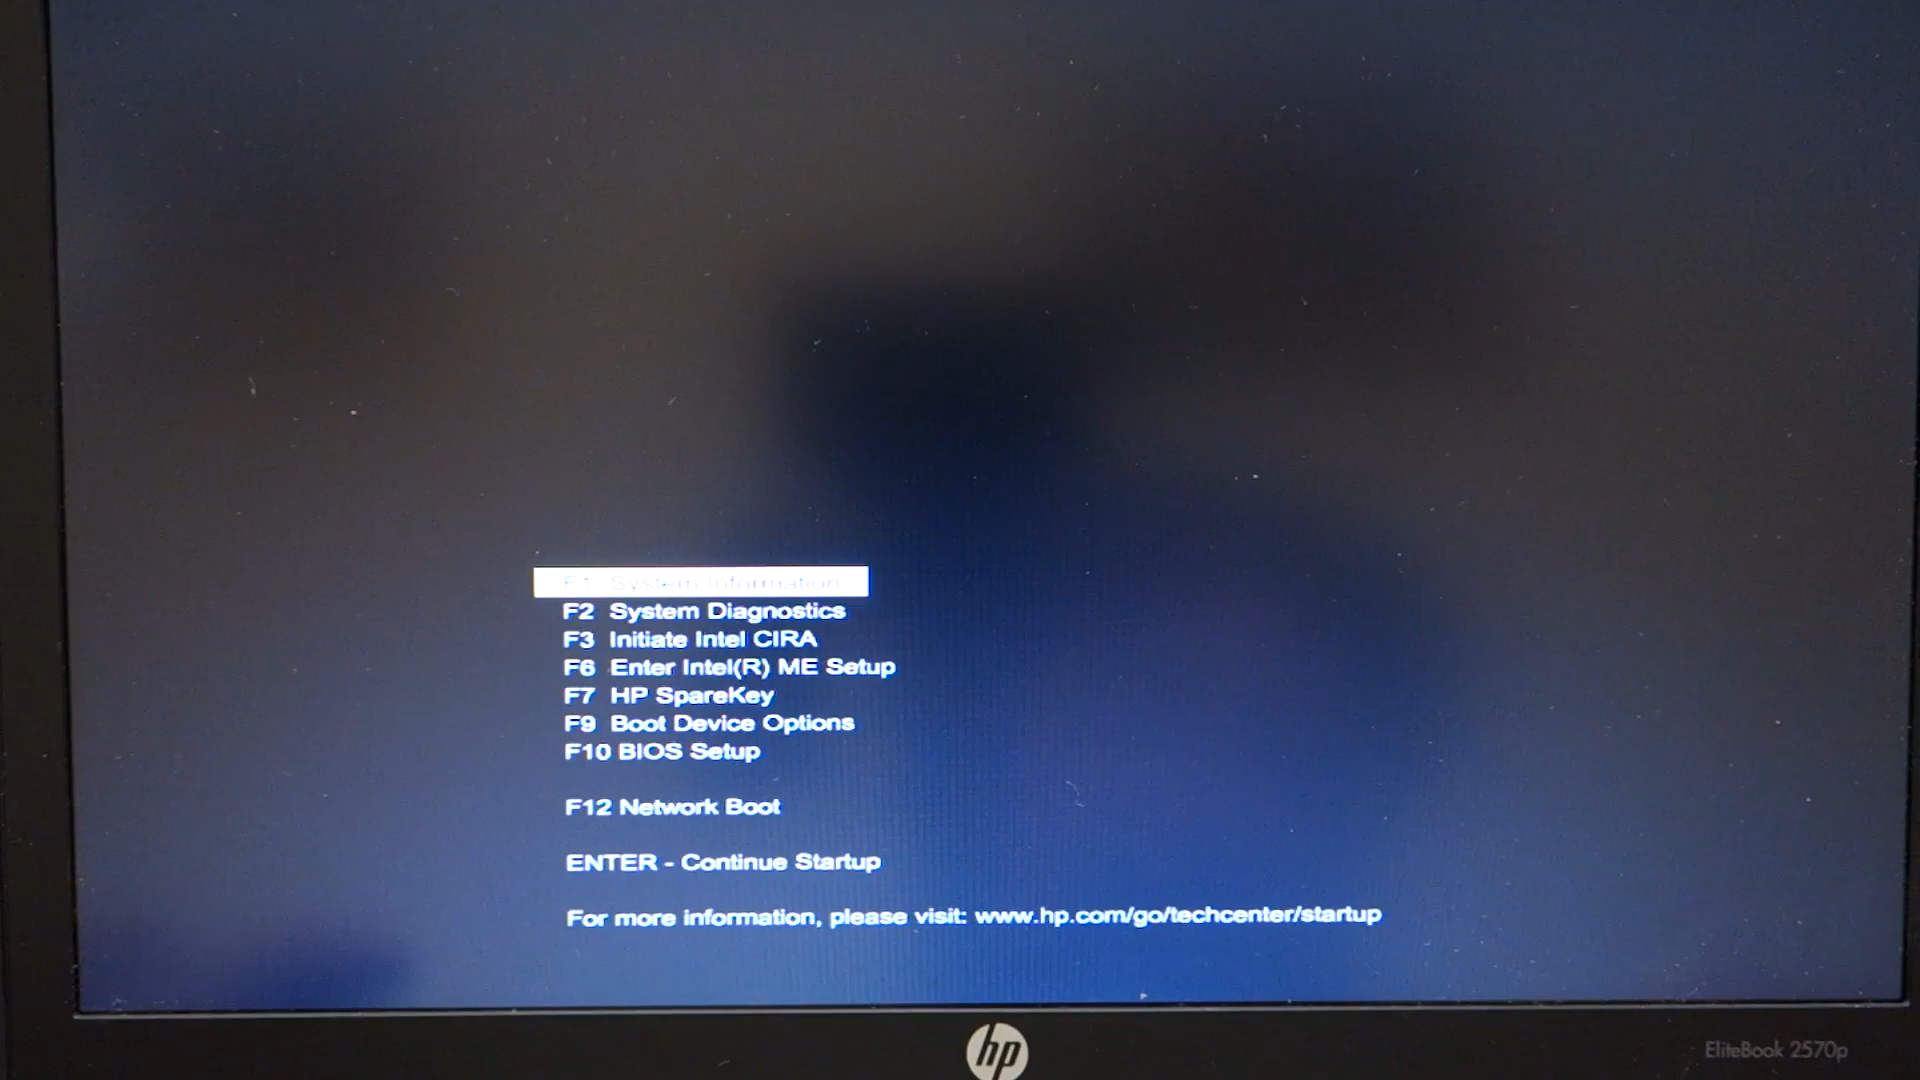 F1 System Information
F2 System Diagnostics
F3 Initiate Intel CIRA
F6 Enter Intel(R) ME Setup
F7 HP SpareKey
F9 Boot Device Options
F10 BIOS Setup
F12 Network Boot
ENTER - Continue Startup
For more information, please visit: www.hp.com/go/techcenter/startup
hp
EliteBook 2570p